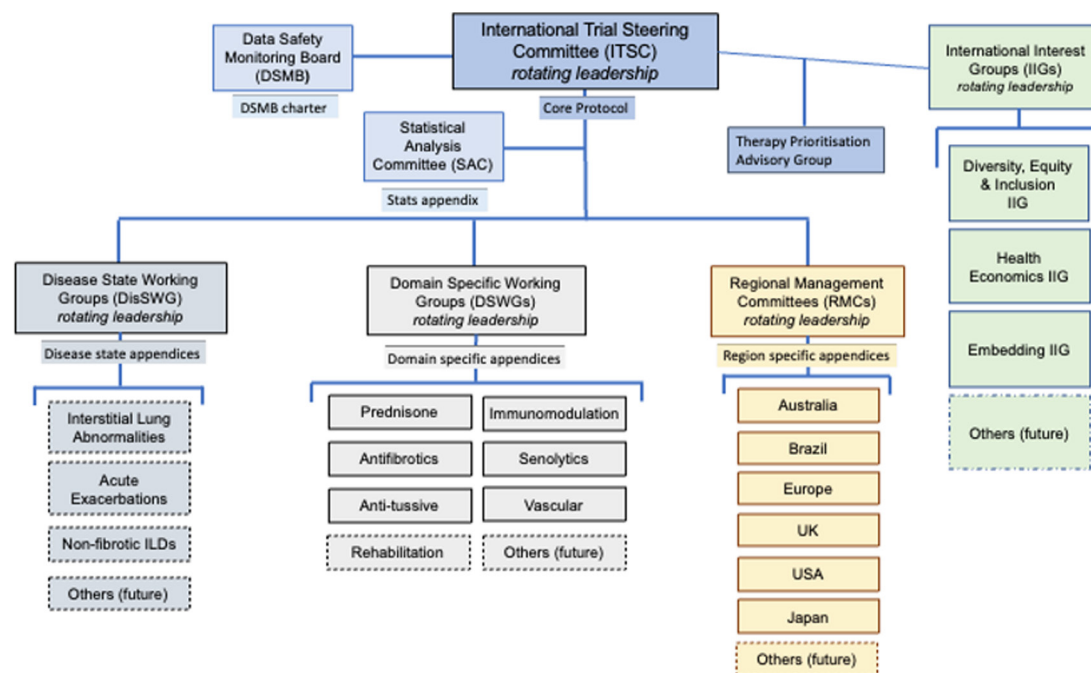 International Trial Steering
Committee (ITSC)
rotating leadership
Core Protocol
Data Safety
Monitoring Board
(DSMB)
DSMB charter
Statistical
Analysis
Committee (SAC)
Stats appendix
Therapy Prioritisation
Advisory Group
International Interest
Groups (IIGs)
rotating leadership
Diversity, Equity
& Inclusion
IIG
Health
Economics IIG
Embedding IIG
Others (future)
Disease State Working
Groups (DisSWG)
rotating leadership
Disease state appendices
Interstitial Lung
Abnormalities
Acute
Exacerbations
Non-fibrotic ILDs
Others (future)
Domain Specific Working
Groups (DSWGs)
rotating leadership
Domain specific appendices
Prednisone
Immunomodulation
Antifibrotics
Senolytics
Anti-tussive
Vascular
Rehabilitation
Others (future)
Regional Management
Committees (RMCs)
rotating leadership
Region specific appendices
Australia
Brazil
Europe
UK
USA
Japan
Others (future)